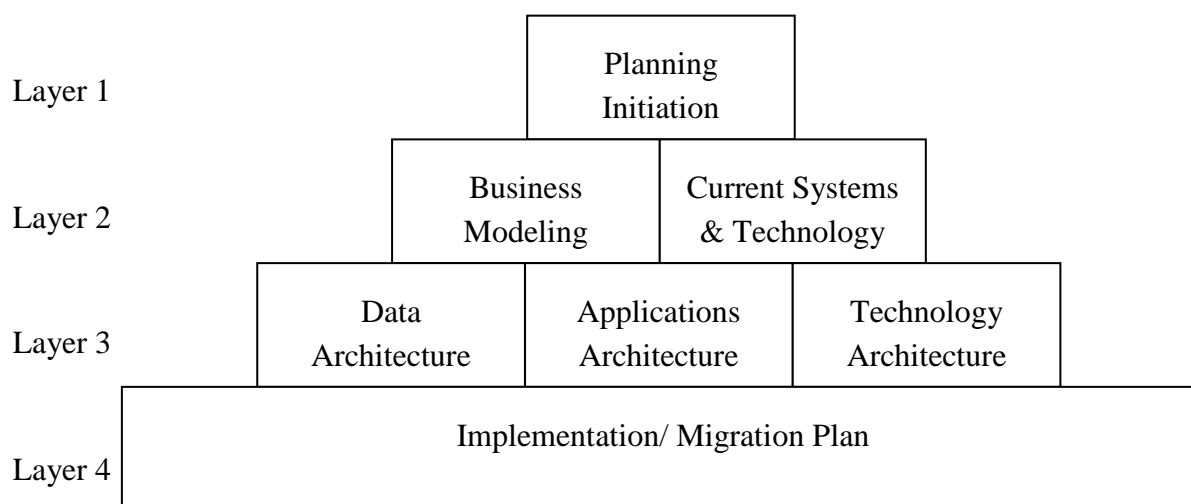 Layer 1
Planning
Initiation
Layer 2
Business
Modeling
Current Systems
& Technology
Layer 3
Data
Architecture
Applications
Architecture
Technology
Architecture
Layer 4
Implementation/ Migration Plan